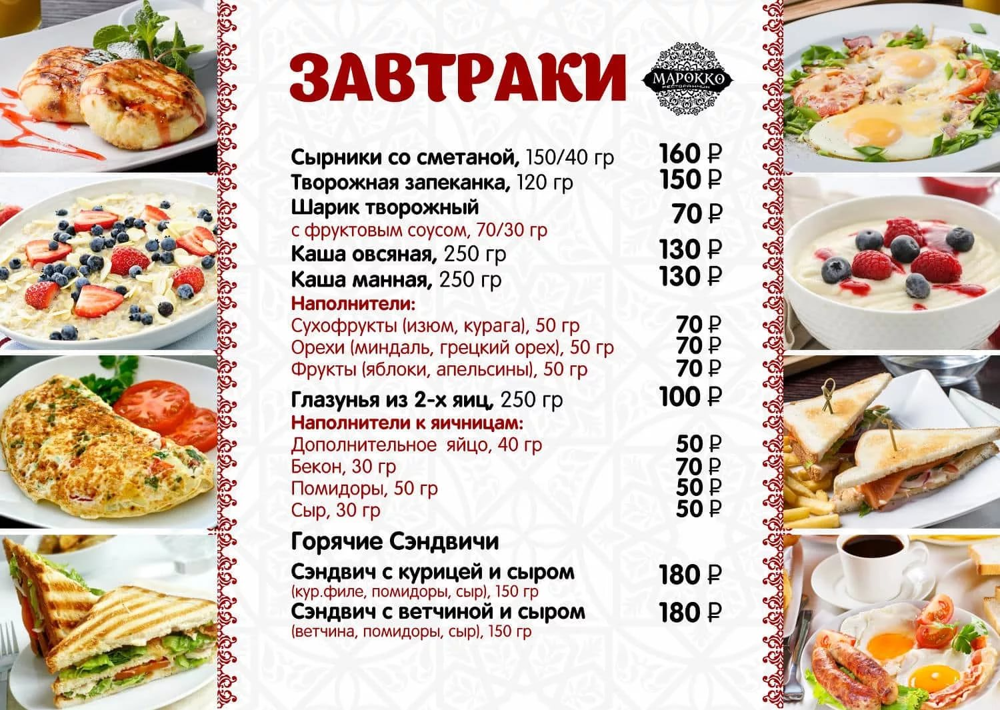 ЗАВТРАКИ
МАРОККО
РЕСТОРАНЧИК
Сырники со сметаной, 150/40 гр 160 ₽
Творожная запеканка, 120 гр 150 ₽
Шарик творожный
с фруктовым соусом, 70/30 гр 70 ₽
Каша овсяная, 250 гр 130 ₽
Каша манная, 250 гр 130 ₽
Наполнители:
Сухофрукты (изюм, курага), 50 гр 70 ₽
Орехи (миндаль, грецкий орех), 50 гр 70 ₽
Фрукты (яблоки, апельсины), 50 гр 70 ₽
Глазунья из 2-х яиц, 250 гр 100 ₽
Наполнители к яичницам:
Дополнительное яйцо, 40 гр 50 ₽
Бекон, 30 гр 70 ₽
Помидоры, 50 гр 50 ₽
Сыр, 30 гр 50 ₽
Горячие Сэндвичи
Сэндвич с курицей и сыром 180 ₽
(кур.филе, помидоры, сыр), 150 гр
Сэндвич с ветчиной и сыром 180 ₽
(ветчина, помидоры, сыр), 150 гр